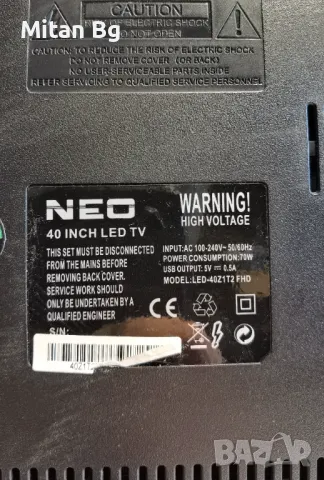 Mitan Bg
CAUTION
RISK OF ELECTRIC SHOCK
DO NOT OPEN
CAUTION: TO REDUCE THE RISK OF ELECTRIC SHOCK
DO NOT REMOVE COVER (OR BACK)
NO USER-SERVICEABLE PARTS INSIDE
REFER SERVICING TO QUALIFIED SERVICE PERSONNEL
NEO
40 INCH LED TV
THIS SET MUST BE DISCONNECTED
FROM THE MAINS BEFORE
REMOVING BACK COVER.
SERVICE WORK SHOULD
ONLY BE UNDERTAKEN BY A
QUALIFIED ENGINEER
S/N:
WARNING!
HIGH VOLTAGE
INPUT:AC 100-240V~ 50/60Hz
POWER CONSUMPTION:70W
USB OUTPUT: 5V ⎓ 0.5A
MODEL:LED-40Z1T2 FHD
CE
BAZAR
bg